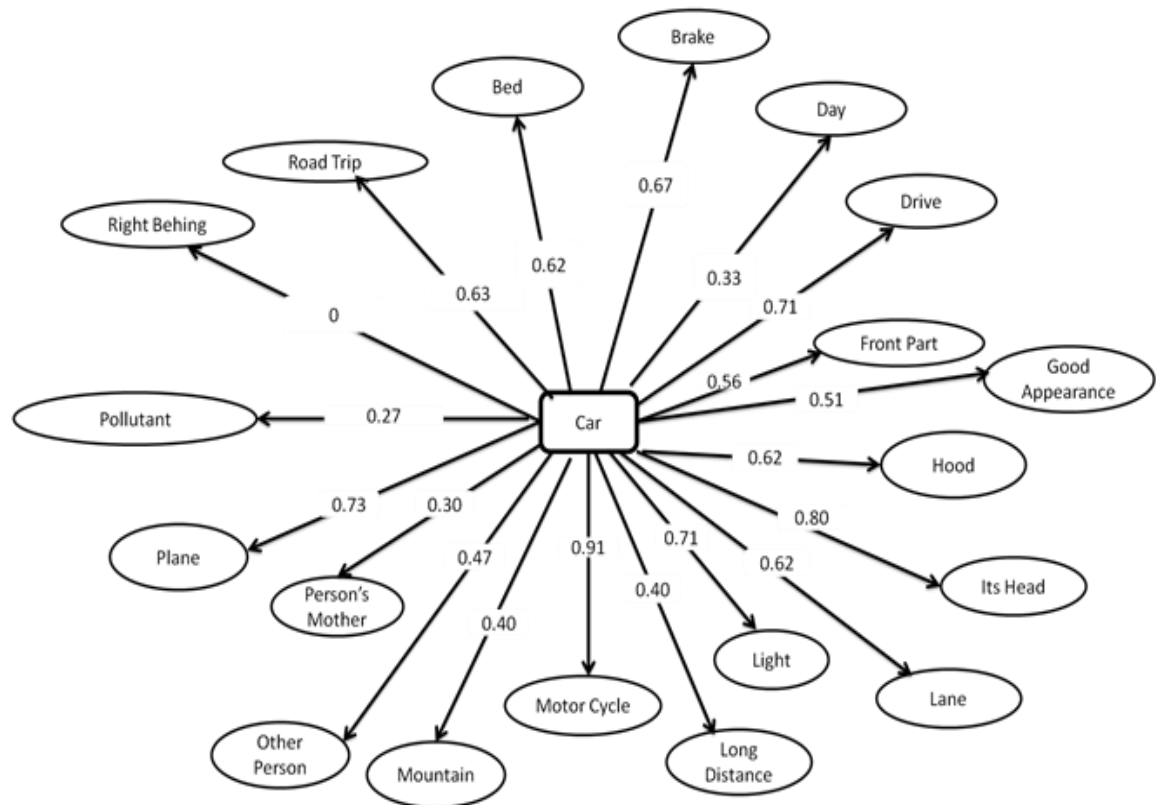 Brake
Bed
Day
Road Trip
0.67
Drive
Right Behing
0.62
0.33
0.63
0.71
0
Front Part
Good
Appearance
0.56
0.51
Pollutant
0.27
Car
0.62
Hood
0.73
0.30
0.80
0.91
0.71
Plane
0.47
0.62
Its Head
Person's
Mother
0.40
0.40
Light
Lane
Motor Cycle
Other
Person
Mountain
Long
Distance